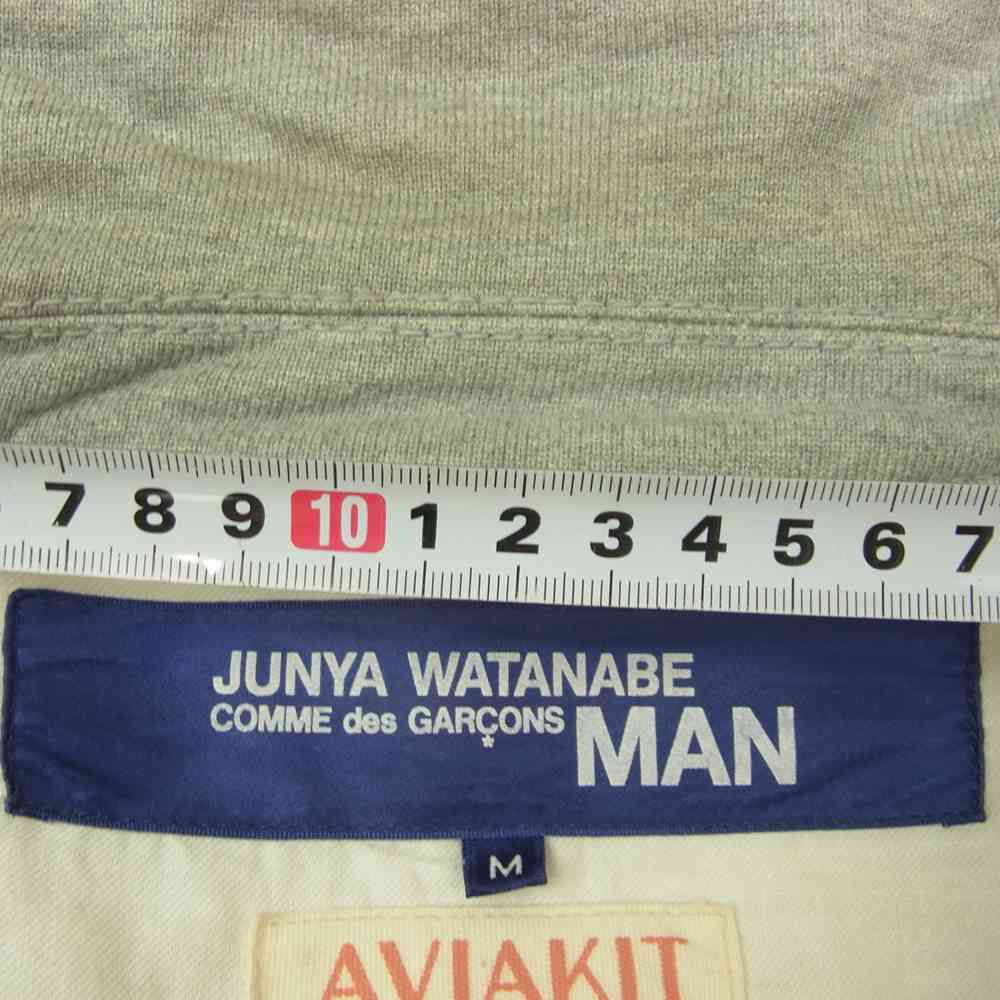 7 8 9 10 1 2 3 4 5 6 7
JUNYA WATANABE
COMME des GARÇONS MAN
*
M
AVIAKIT